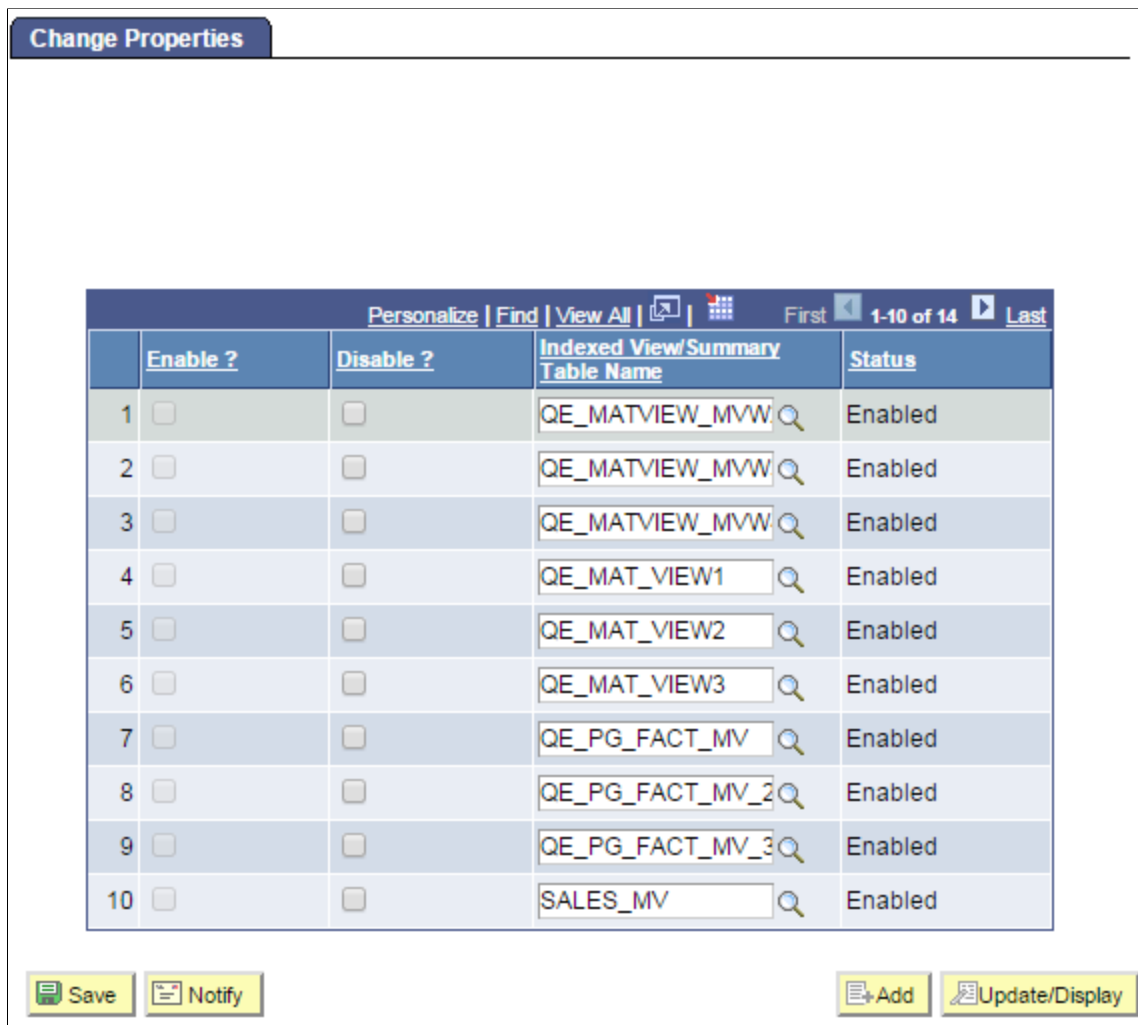 Change Properties
Personalize | Find | View All | | First 1-10 of 14 Last
Enable ? Disable ? Indexed View/Summary Table Name Status
1 QE_MATVIEW_MVW Enabled
2 QE_MATVIEW_MVW Enabled
3 QE_MATVIEW_MVW Enabled
4 QE_MAT_VIEW1 Enabled
5 QE_MAT_VIEW2 Enabled
6 QE_MAT_VIEW3 Enabled
7 QE_PG_FACT_MV Enabled
8 QE_PG_FACT_MV_2 Enabled
9 QE_PG_FACT_MV_3 Enabled
10 SALES_MV Enabled
Save Notify Add Update/Display